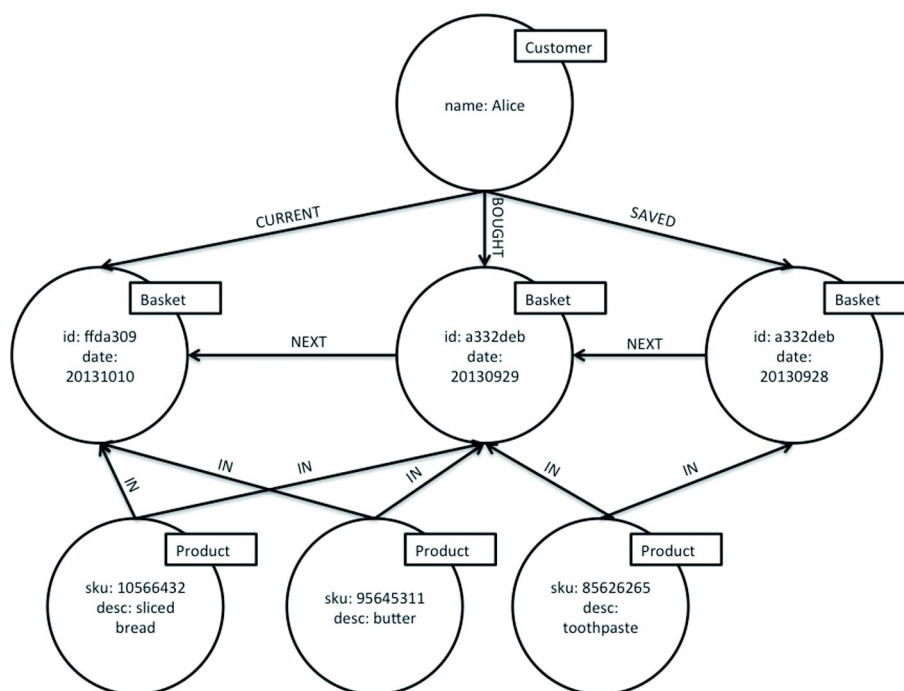 Customer
name: Alice
CURRENT
BOUGHT
SAVED
Basket
id: ffda309
date:
20131010
NEXT
Basket
id: a332deb
date:
20130929
NEXT
Basket
id: a332deb
date:
20130928
IN
IN
IN
IN
IN
IN
Product
sku: 10566432
desc: sliced
bread
Product
sku: 95645311
desc: butter
Product
sku: 85626265
desc:
toothpaste